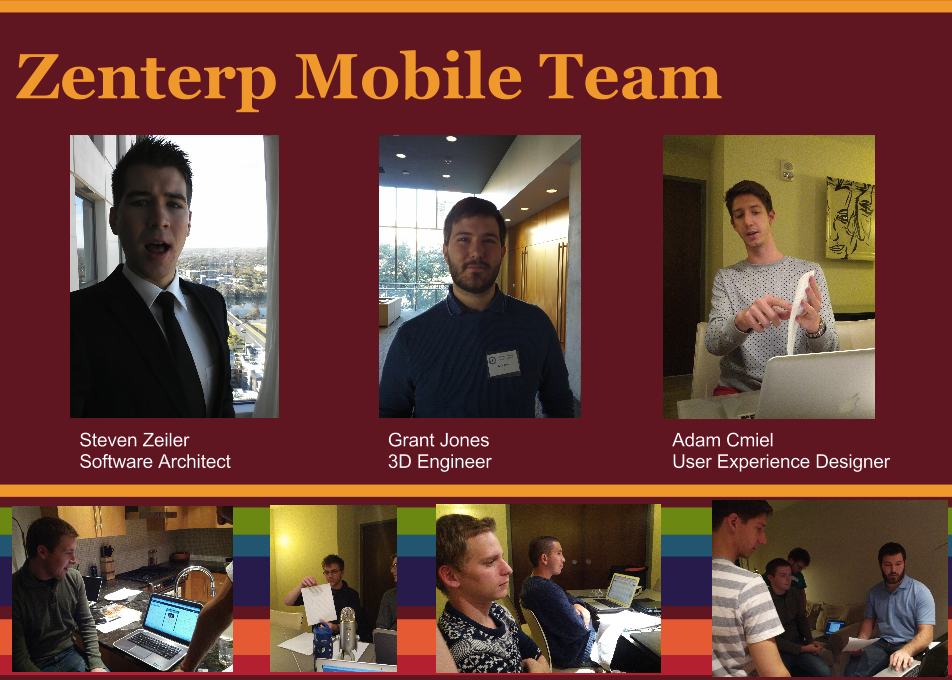 Zenterp Mobile Team
Steven Zeiler
Software Architect
Grant Jones
3D Engineer
Adam Cmiel
User Experience Designer